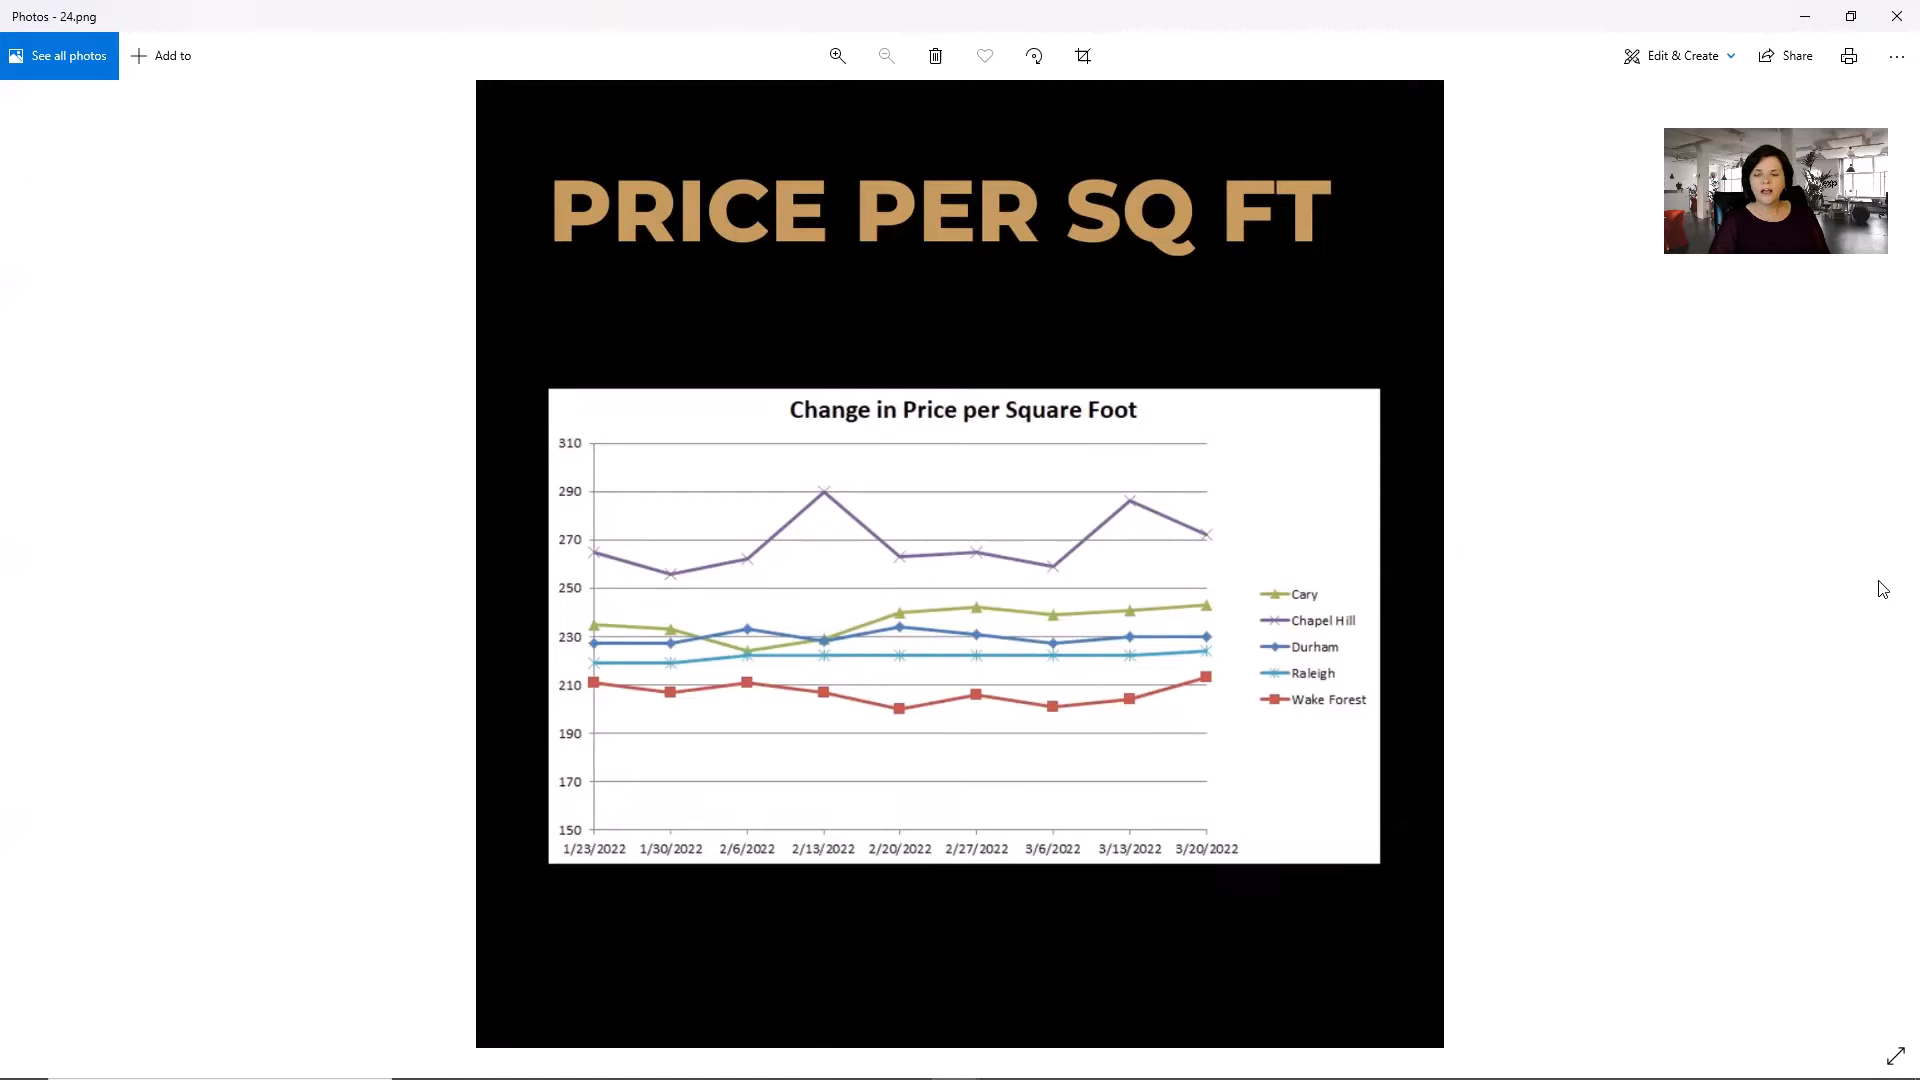 Photos - 24.png
See all photos
Add to
Edit & Create
Share
PRICE PER SQ FT
Change in Price per Square Foot
310
290
270
250
230
210
190
170
150
1/23/2022 1/30/2022 2/6/2022 2/13/2022 2/20/2022 2/27/2022 3/6/2022 3/13/2022 3/20/2022
Cary
Chapel Hill
Durham
Raleigh
Wake Forest
exp